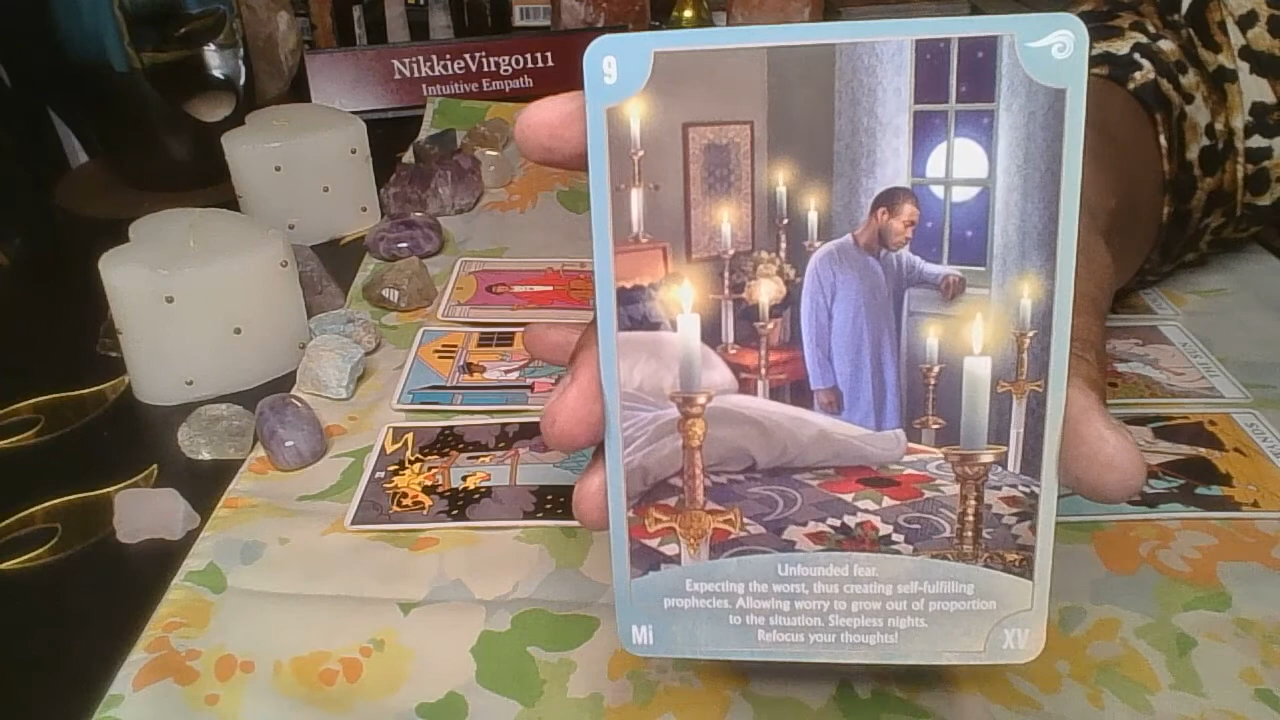 NikkieVirgo111
Intuitive Empath
9
Unfounded fear.
Expecting the worst, thus creating self-fulfilling
prophecies. Allowing worry to grow out of proportion
to the situation. Sleepless nights.
Refocus your thoughts!
Mi
XV
THE SUN